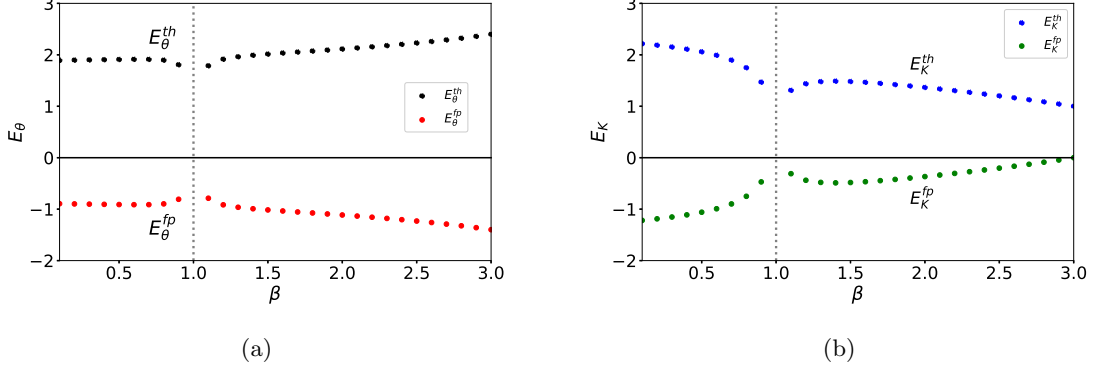 3
2
1
0
−1
−2
E_θ
E_θ^{th}
E_θ^{fp}
E_θ^{th}
E_θ^{fp}
0.5
1.0
1.5
2.0
2.5
3.0
β
(a)
3
2
1
0
−1
−2
E_K
E_K^{th}
E_K^{fp}
E_K^{th}
E_K^{fp}
0.5
1.0
1.5
2.0
2.5
3.0
β
(b)